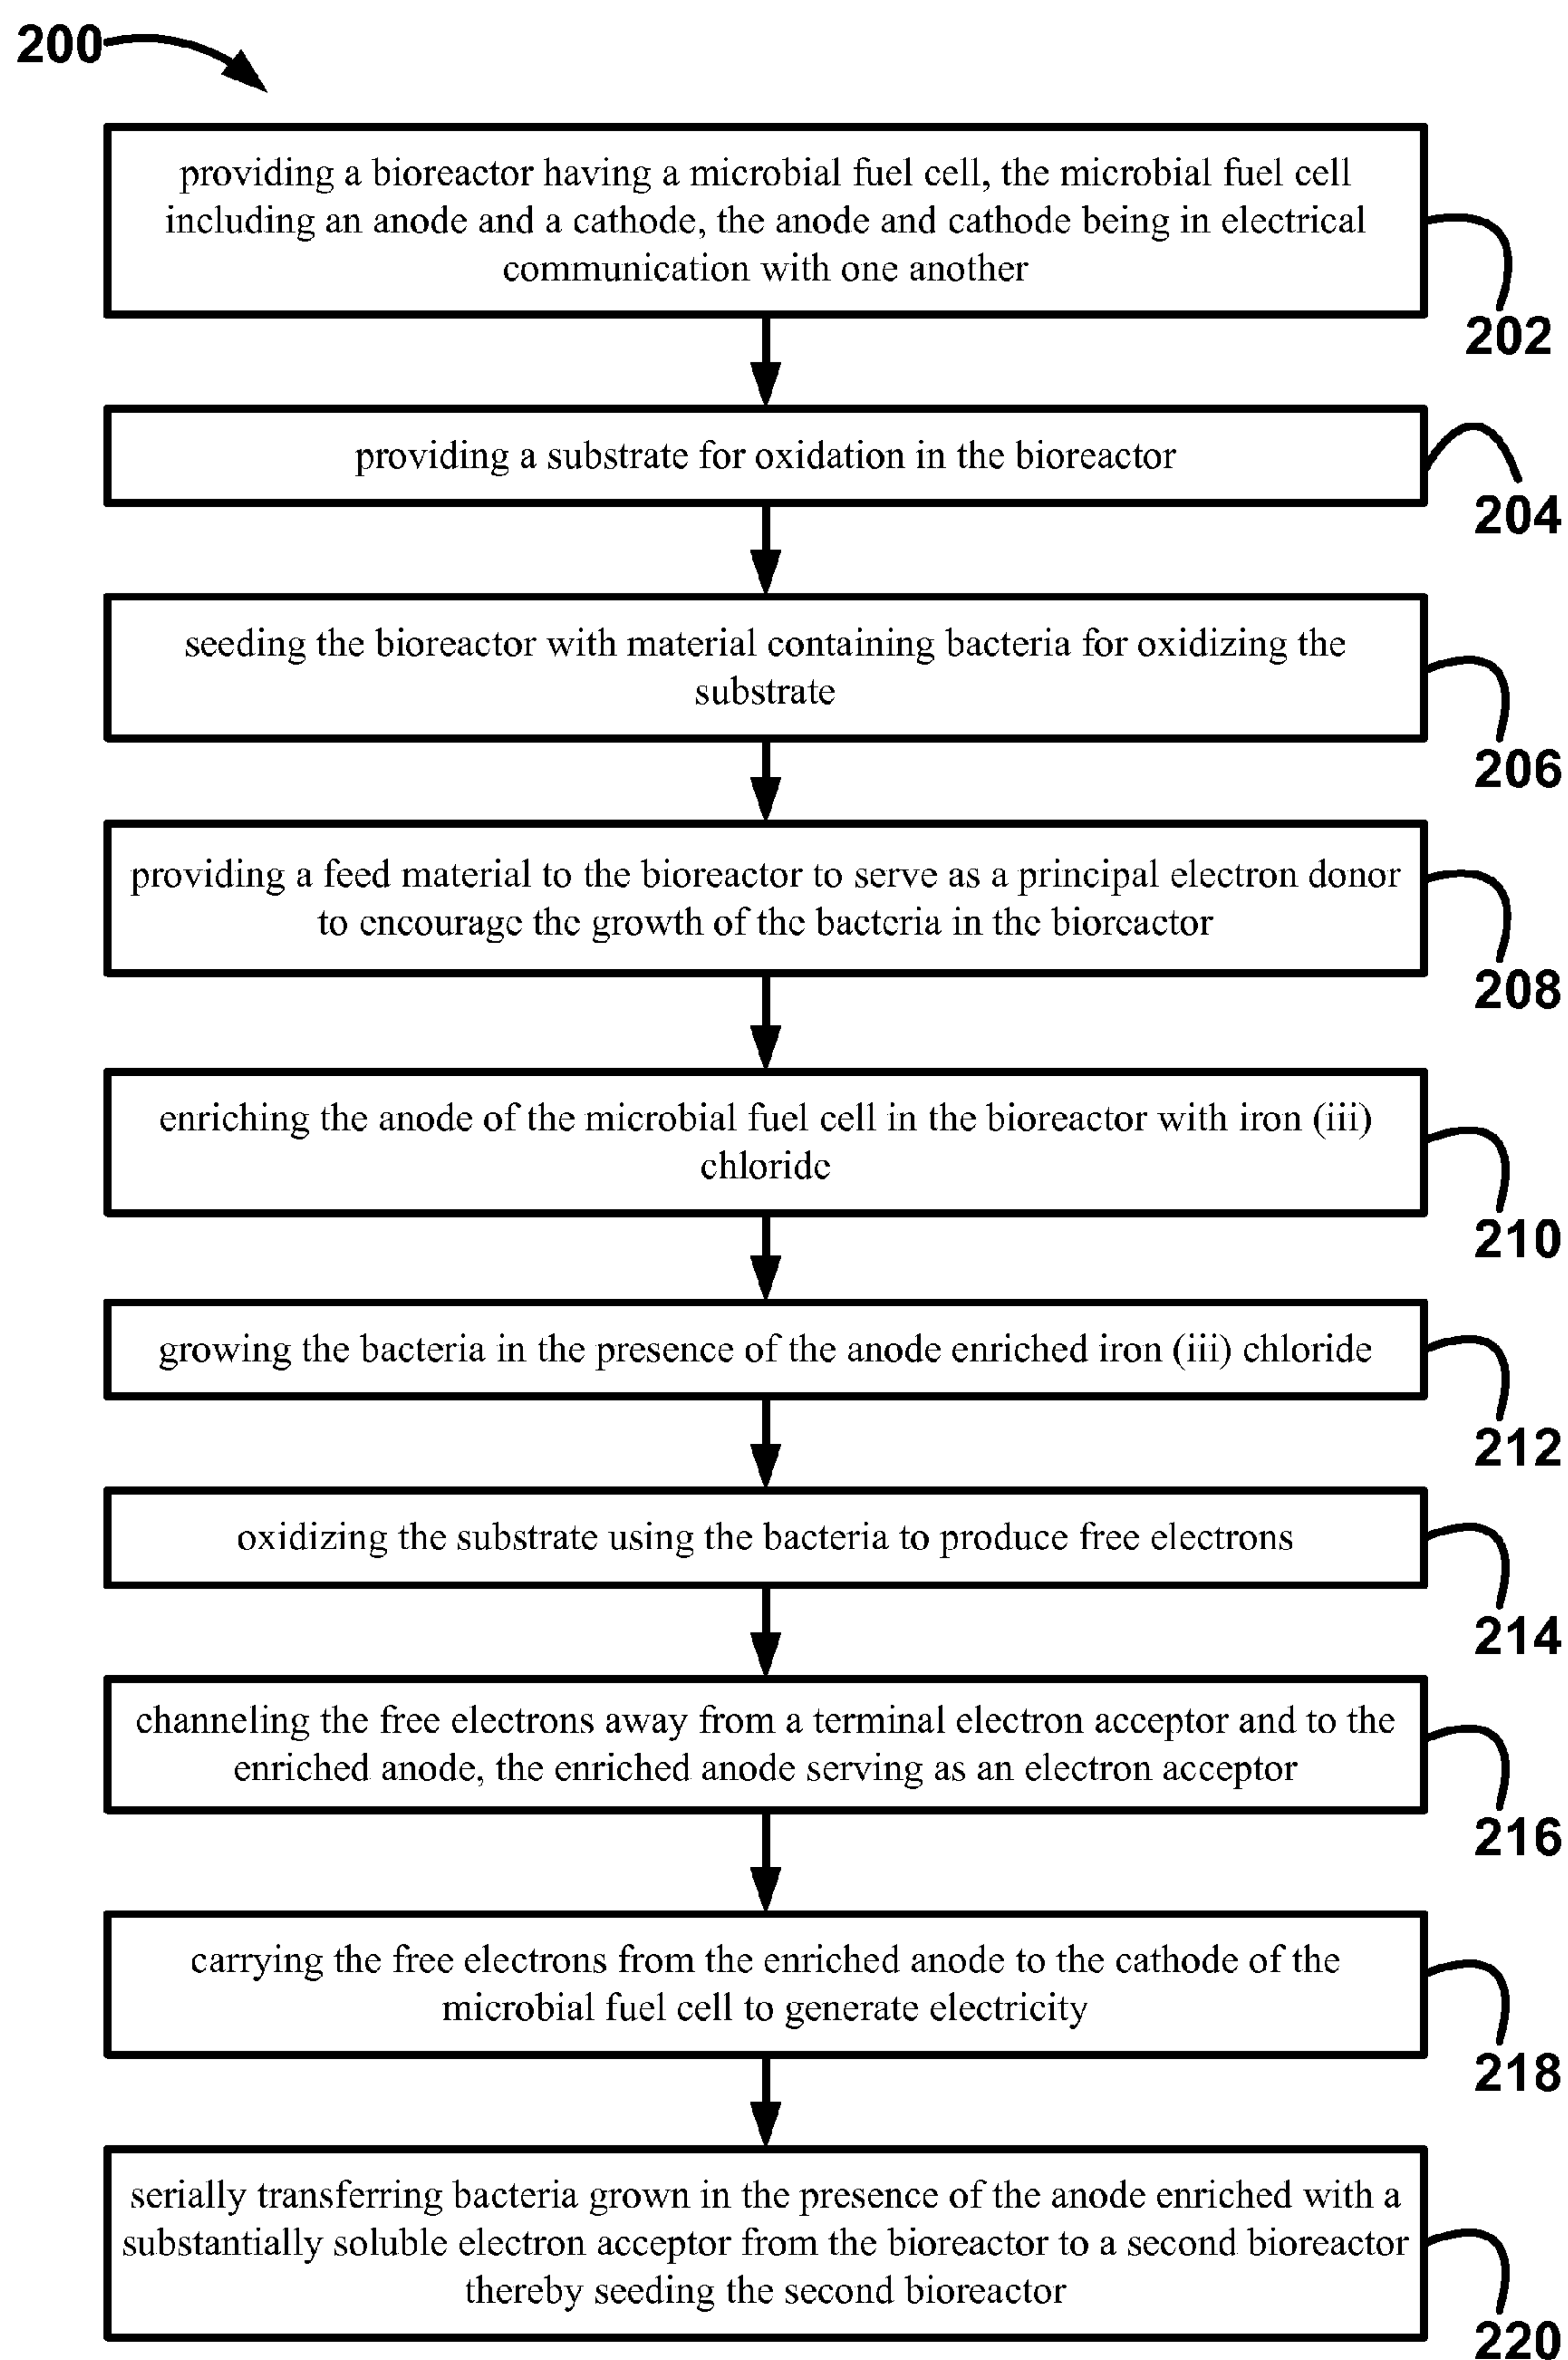 200
providing a bioreactor having a microbial fuel cell, the microbial fuel cell
including an anode and a cathode, the anode and cathode being in electrical
communication with one another
202
providing a substrate for oxidation in the bioreactor
204
seeding the bioreactor with material containing bacteria for oxidizing the
substrate
206
providing a feed material to the bioreactor to serve as a principal electron donor
to encourage the growth of the bacteria in the bioreactor
208
enriching the anode of the microbial fuel cell in the bioreactor with iron (iii)
chloride
210
growing the bacteria in the presence of the anode enriched iron (iii) chloride
212
oxidizing the substrate using the bacteria to produce free electrons
214
channeling the free electrons away from a terminal electron acceptor and to the
enriched anode, the enriched anode serving as an electron acceptor
216
carrying the free electrons from the enriched anode to the cathode of the
microbial fuel cell to generate electricity
218
serially transferring bacteria grown in the presence of the anode enriched with a
substantially soluble electron acceptor from the bioreactor to a second bioreactor
thereby seeding the second bioreactor
220